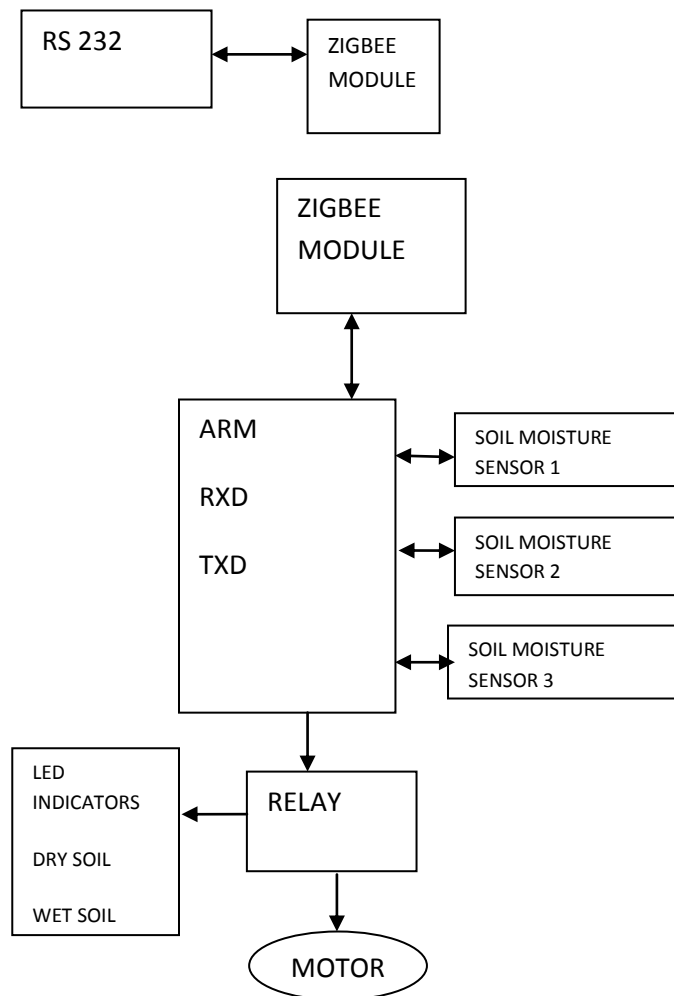 RS 232
ZIGBEE
MODULE
ZIGBEE
MODULE
ARM
RXD
TXD
SOIL MOISTURE
SENSOR 1
SOIL MOISTURE
SENSOR 2
SOIL MOISTURE
SENSOR 3
LED
INDICATORS
DRY SOIL
WET SOIL
RELAY
MOTOR